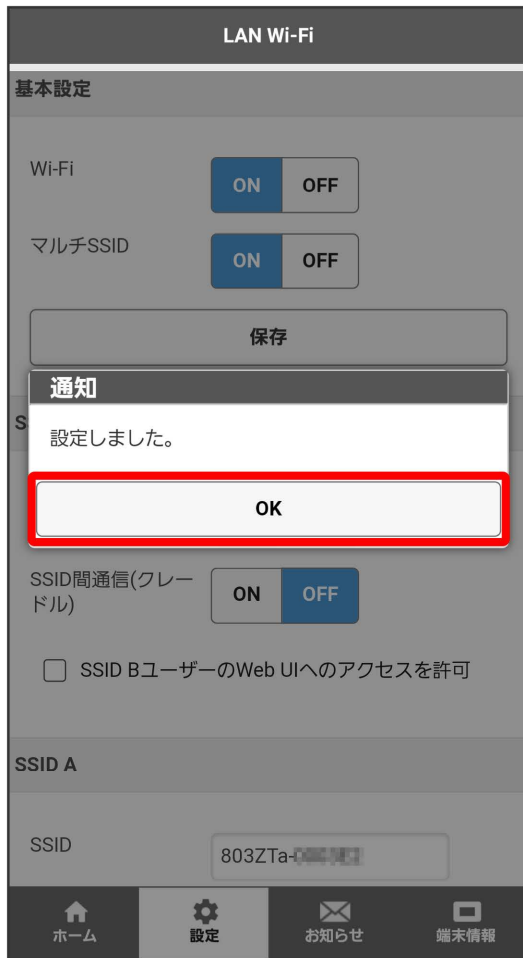 LAN Wi-Fi
基本設定
Wi-Fi
ON OFF
マルチSSID
ON OFF
保存
通知
S
設定しました。
OK
SSID間通信(クレー
ドル)
ON OFF
SSID BユーザーのWeb UIへのアクセスを許可
SSID A
SSID
803ZTa-
ホーム 設定 お知らせ 端末情報